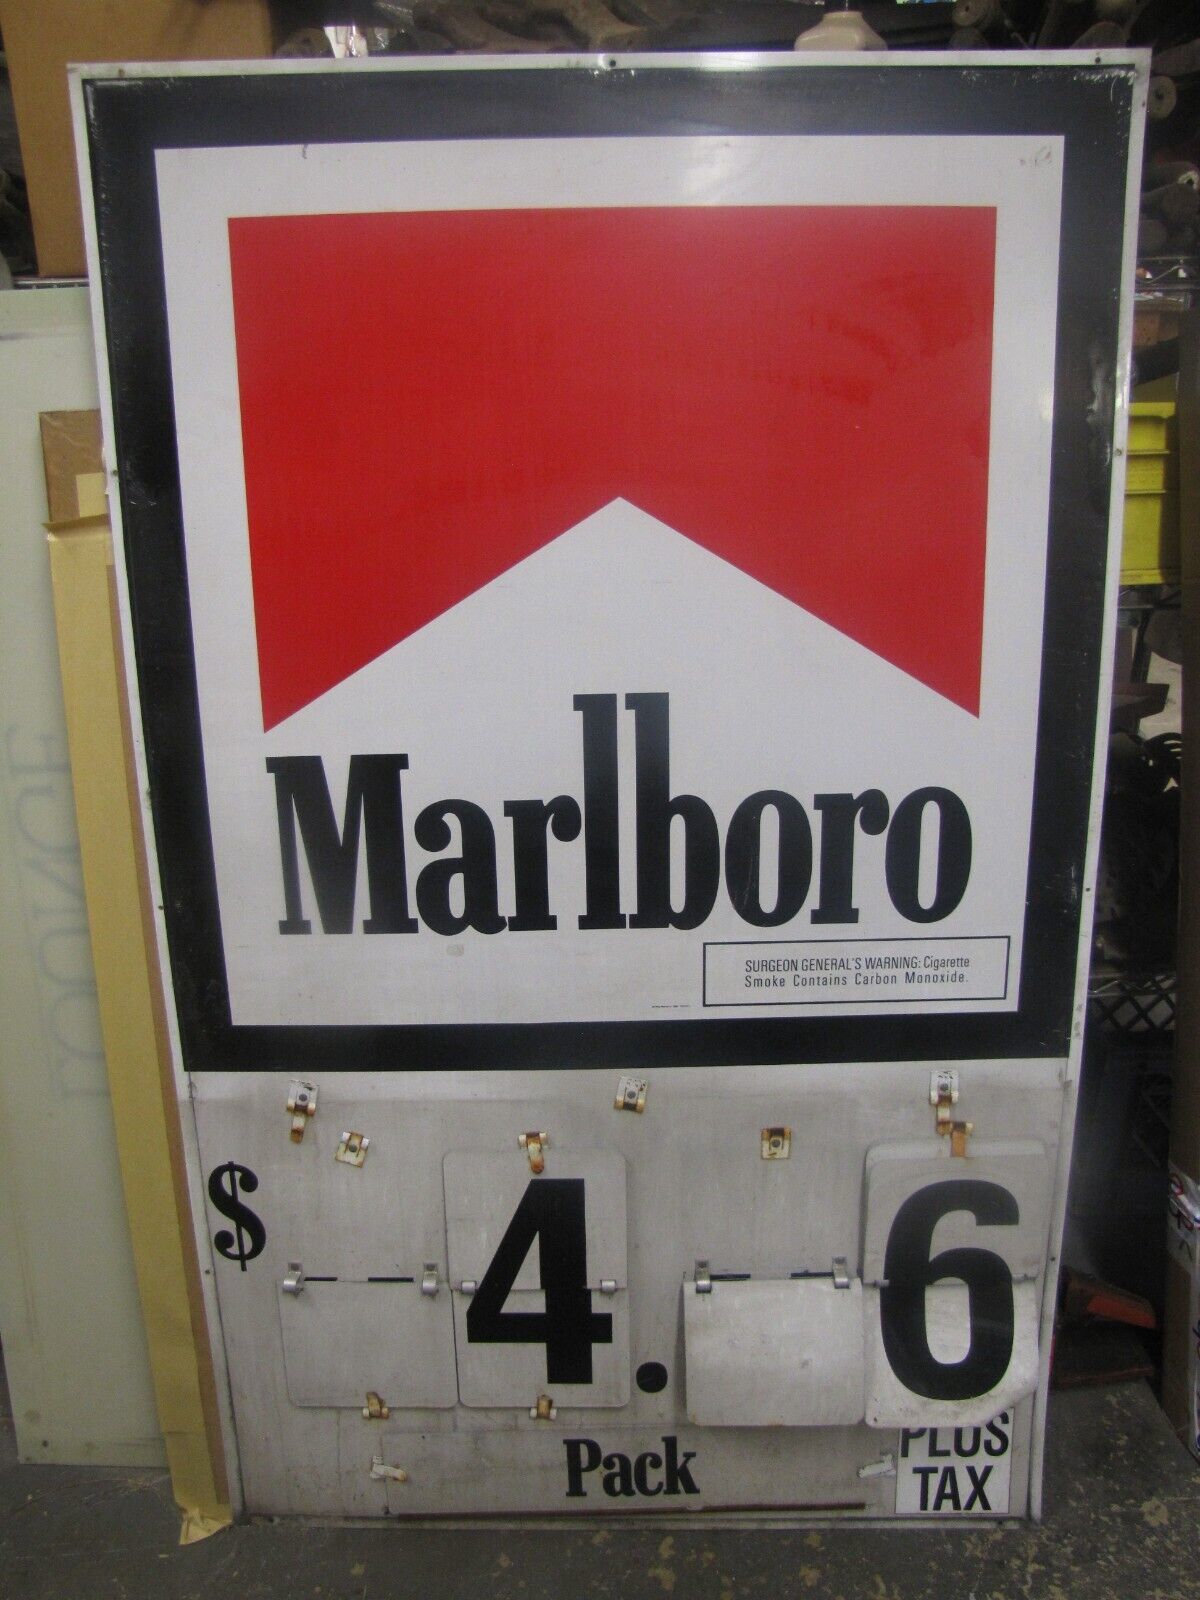 Marlboro
SURGEON GENERAL'S WARNING: Cigarette
Smoke Contains Carbon Monoxide.
$ 4. 6
Pack
PLUS
TAX